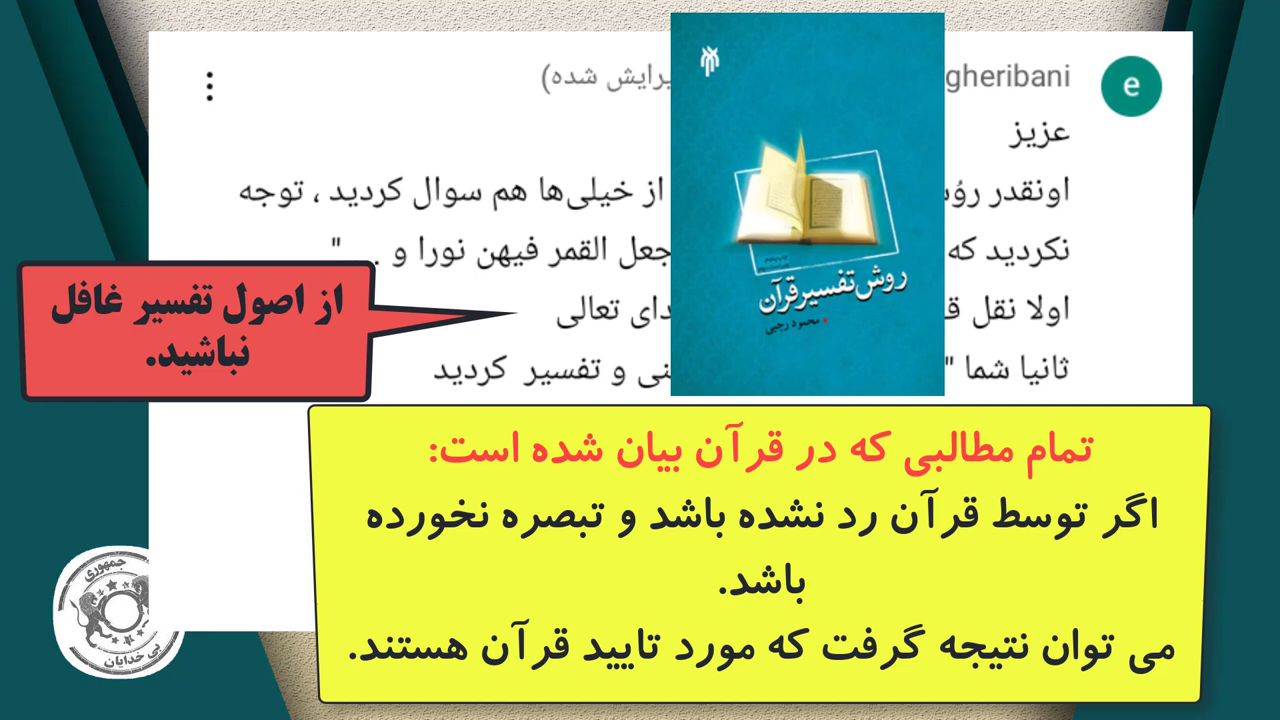 gheribani
یرایش شده)
e
عزیز
اونقدر
از خیلی‌ها هم سوال کردید ، توجه
نکردید که
جعل القمر فیهن نورا و . . "
اولا نقل
دای تعالی
ثانیا شما "
نی و تفسیر کردید
روش تفسیر قرآن
محمود رجبی
از اصول تفسیر غافل
نباشید.
تمام مطالبی که در قرآن بیان شده است:
اگر توسط قرآن رد نشده باشد و تبصره نخورده
باشد.
می توان نتیجه گرفت که مورد تایید قرآن هستند.
جمهوری
بی خدایان